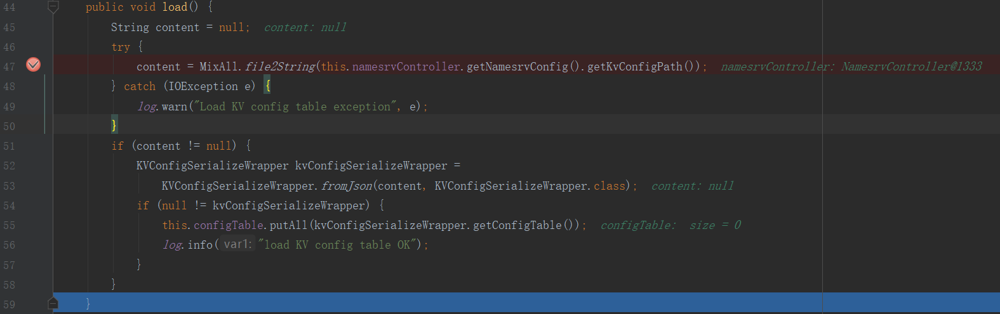 44 public void load() {
45 String content = null; content: null
46 try {
47 content = MixAll.file2String(this.namesrvController.getNamesrvConfig().getKvConfigPath()); namesrvController: NamesrvController@1333
48 } catch (IOException e) {
49 log.warn("Load KV config table exception", e);
50 }
51 if (content != null) {
52 KVConfigSerializeWrapper kvConfigSerializeWrapper =
53 KVConfigSerializeWrapper.fromJson(content, KVConfigSerializeWrapper.class); content: null
54 if (null != kvConfigSerializeWrapper) {
55 this.configTable.putAll(kvConfigSerializeWrapper.getConfigTable()); configTable: size = 0
56 log.info( var1: "load KV config table OK");
57 }
58 }
59 }